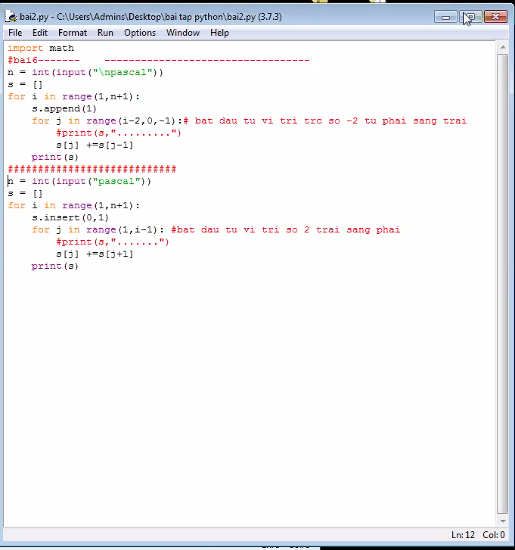 bai2.py - C:\Users\Admins\Desktop\bai tap python\bai2.py (3.7.3)
File Edit Format Run Options Window Help
import math
#bai6------- ----------------------------------
n = int(input("\npascal"))
s = []
for i in range(1,n+1):
    s.append(1)
    for j in range(i-2,0,-1):# bat dau tu vi tri trc so -2 tu phai sang trai
        #print(s,".........")
        s[j] +=s[j-1]
    print(s)
############################
n = int(input("pascal"))
s = []
for i in range(1,n+1):
    s.insert(0,1)
    for j in range(1,i-1): #bat dau tu vi tri so 2 trai sang phai
        #print(s,".......")
        s[j] +=s[j+1]
    print(s)
Ln: 12 Col: 0